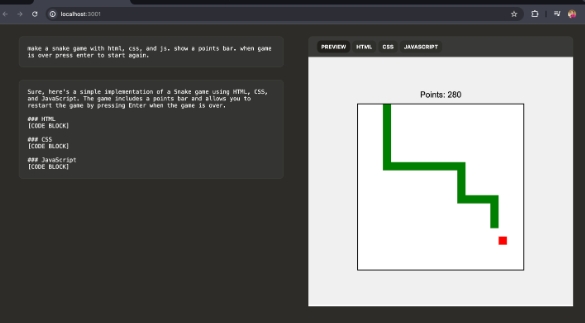 localhost:3001
make a snake game with html, css, and js. show a points bar. when game
is over press enter to start again.
Sure, here's a simple implementation of a Snake game using HTML, CSS,
and JavaScript. The game includes a points bar and allows you to
restart the game by pressing Enter when the game is over.
### HTML
[CODE BLOCK]
### CSS
[CODE BLOCK]
### JavaScript
[CODE BLOCK]
PREVIEW HTML CSS JAVASCRIPT
Points: 280